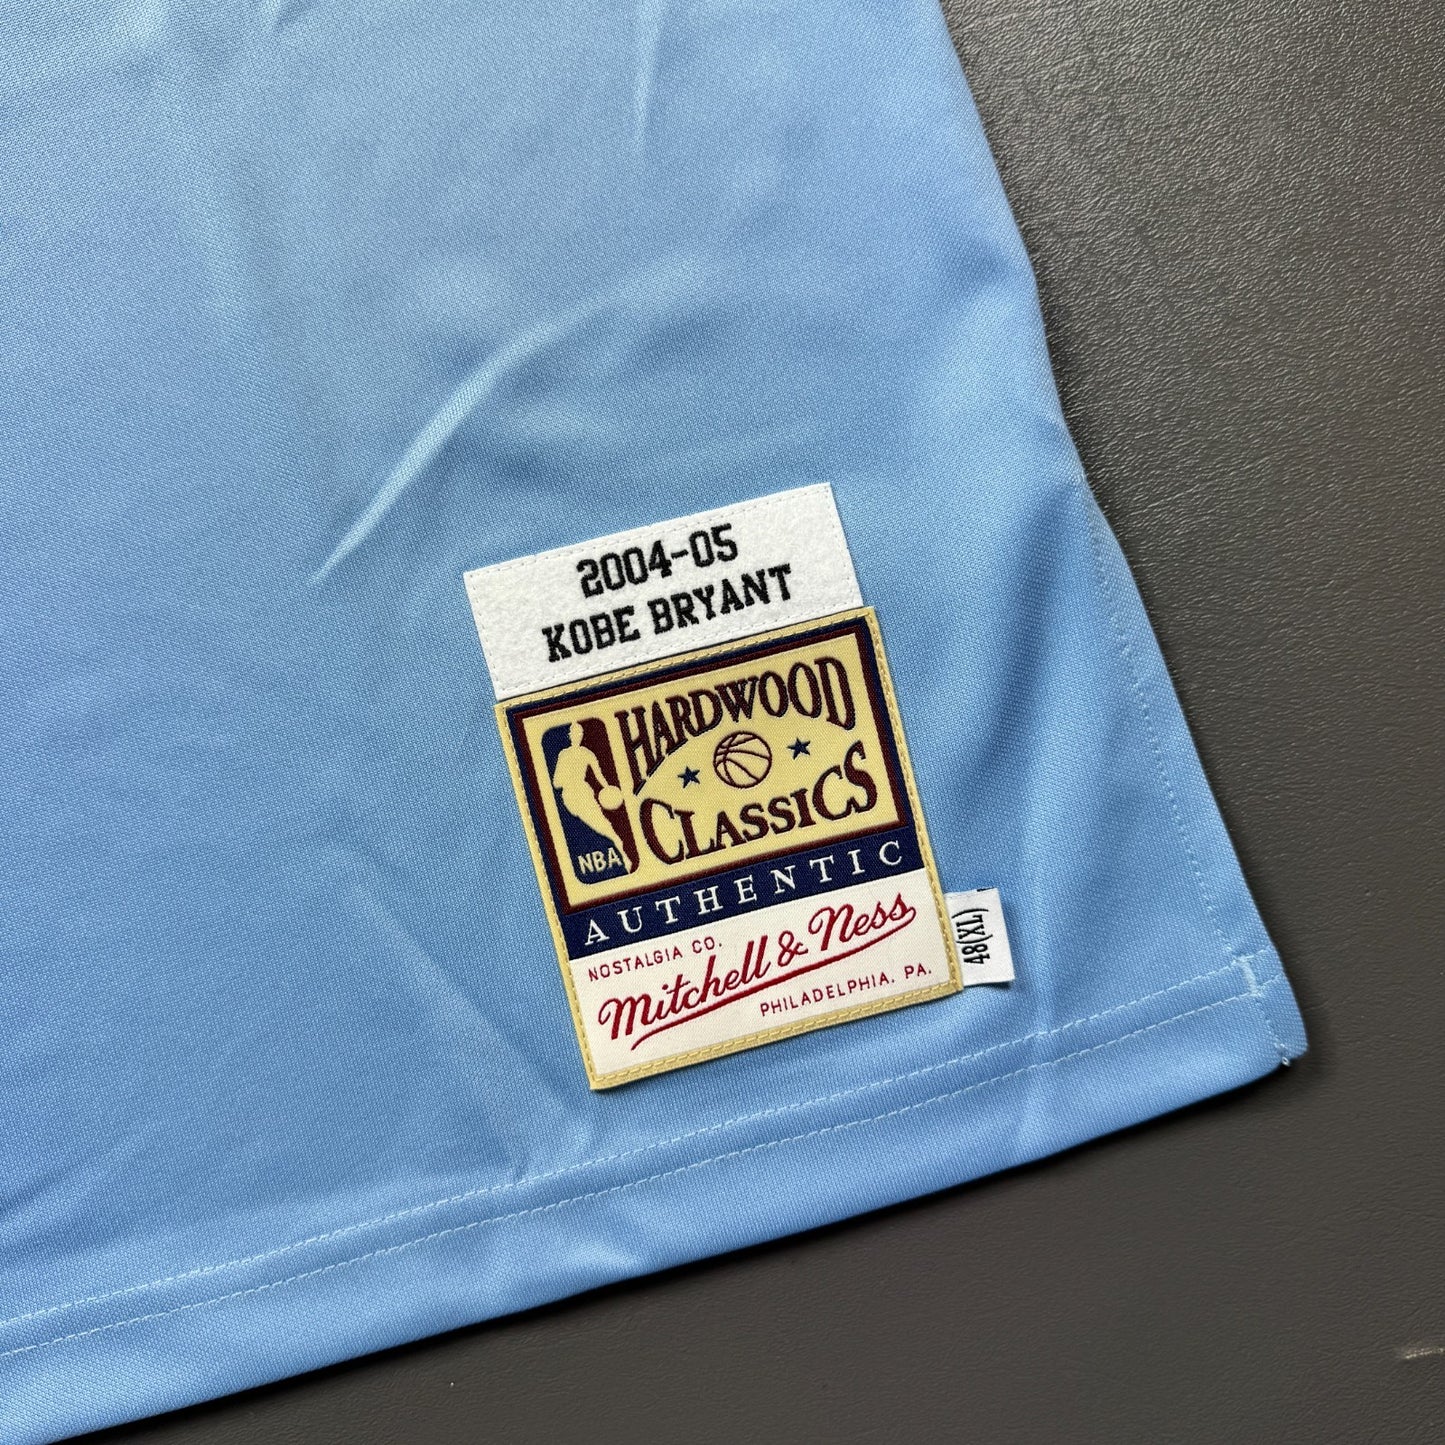 2004-05
KOBE BRYANT
HARDWOOD
CLASSICS
NBA
AUTHENTIC
NOSTALGIA CO.
Mitchell & Ness
PHILADELPHIA, PA.
48(XL)